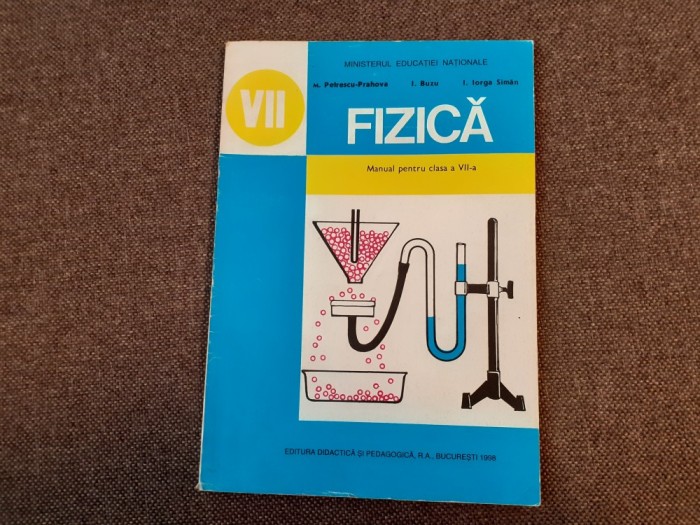 MINISTERUL EDUCAȚIEI NAȚIONALE
VII
M. Petrescu-Prahova I. Buzu I. Iorga Simăn
FIZICĂ
Manual pentru clasa a VII-a
EDITURA DIDACTICĂ ȘI PEDAGOGICĂ, R.A., BUCUREȘTI 1998